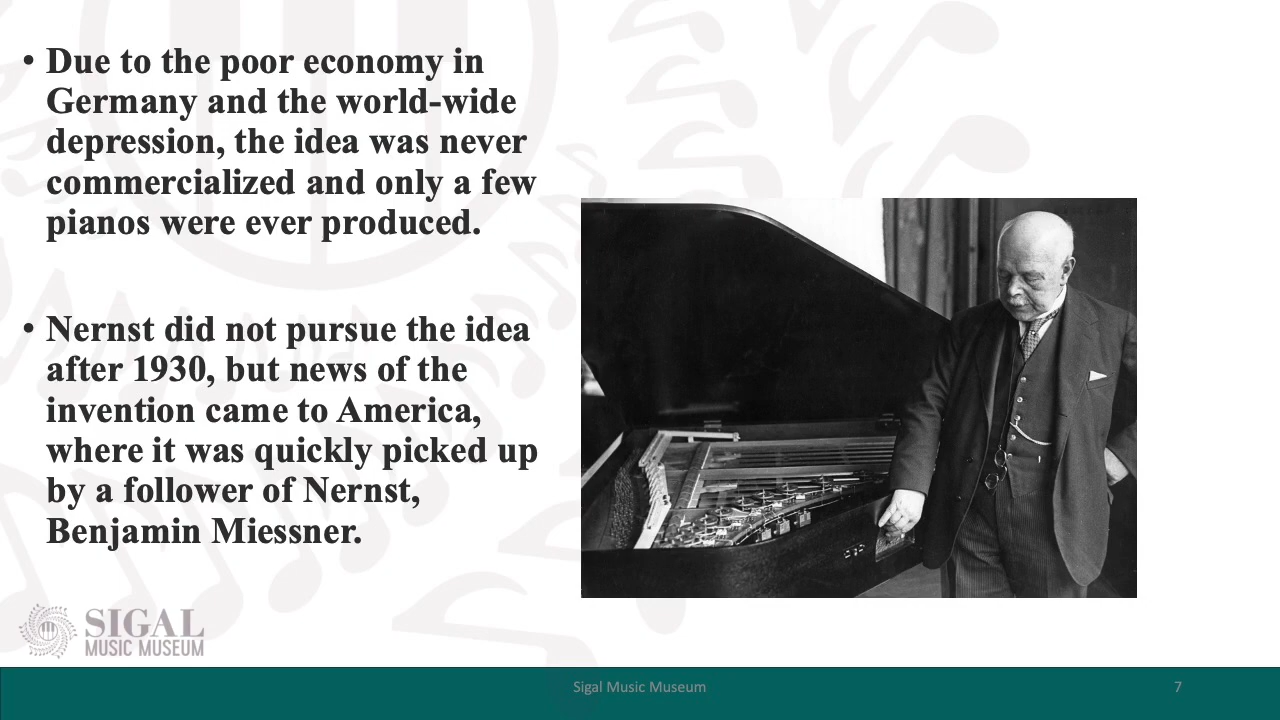 • Due to the poor economy in
Germany and the world-wide
depression, the idea was never
commercialized and only a few
pianos were ever produced.
• Nernst did not pursue the idea
after 1930, but news of the
invention came to America,
where it was quickly picked up
by a follower of Nernst,
Benjamin Miessner.
SIGAL
MUSIC MUSEUM
Sigal Music Museum
7